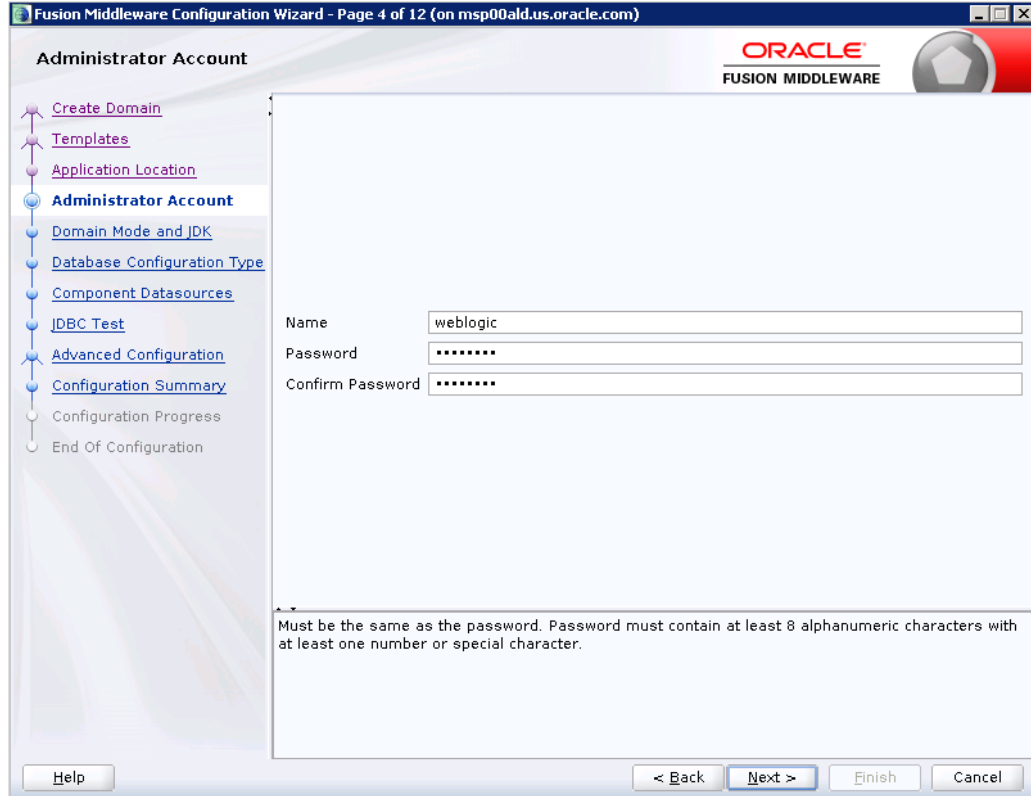 Fusion Middleware Configuration Wizard - Page 4 of 12 (on msp00ald.us.oracle.com)
Administrator Account
ORACLE
FUSION MIDDLEWARE
Create Domain
Templates
Application Location
Administrator Account
Domain Mode and JDK
Database Configuration Type
Component Datasources
JDBC Test
Advanced Configuration
Configuration Summary
Configuration Progress
End Of Configuration
Name weblogic
Password ••••••••
Confirm Password ••••••••
Must be the same as the password. Password must contain at least 8 alphanumeric characters with
at least one number or special character.
Help < Back Next > Finish Cancel